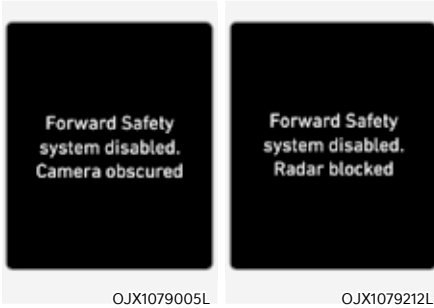 Forward Safety
system disabled.
Camera obscured
OJX1079005L
Forward Safety
system disabled.
Radar blocked
OJX1079212L